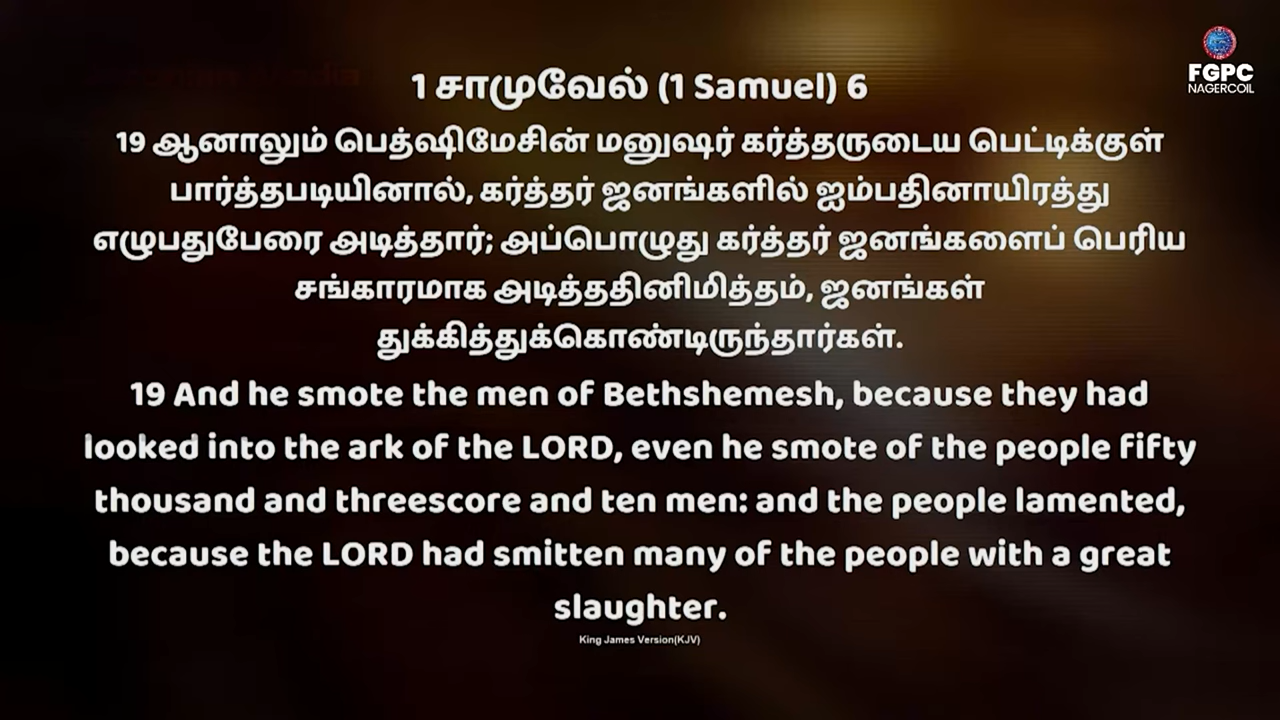 FGPC
NAGERCOIL
1 சாமுவேல் (1 Samuel) 6
19 ஆனாலும் பெத்ஷிமேசின் மனுஷர் கர்த்தருடைய பெட்டிக்குள்
பார்த்தபடியினால், கர்த்தர் ஜனங்களில் ஐம்பதினாயிரத்து
எழுபதுபேரை அடித்தார்; அப்பொழுது கர்த்தர் ஜனங்களைப் பெரிய
சங்காரமாக அடித்ததினிமித்தம், ஜனங்கள்
துக்கித்துக்கொண்டிருந்தார்கள்.
19 And he smote the men of Bethshemesh, because they had
looked into the ark of the LORD, even he smote of the people fifty
thousand and threescore and ten men: and the people lamented,
because the LORD had smitten many of the people with a great
slaughter.
King James Version(KJV)